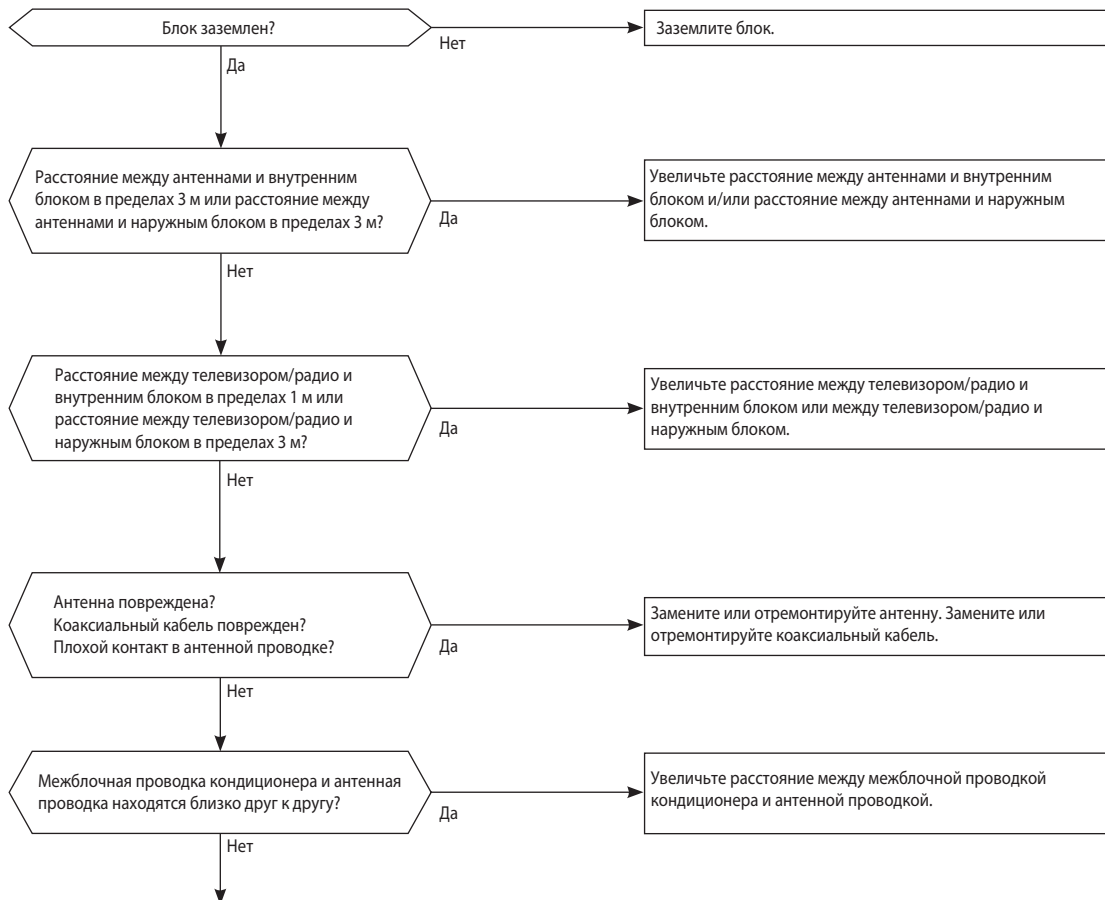 Блок заземлен?
Нет
Заземлите блок.
Да
Расстояние между антеннами и внутренним
блоком в пределах 3 м или расстояние между
антеннами и наружным блоком в пределах 3 м?
Да
Увеличьте расстояние между антеннами и внутренним
блоком и/или расстояние между антеннами и наружным
блоком.
Нет
Расстояние между телевизором/радио и
внутренним блоком в пределах 1 м или
расстояние между телевизором/радио и
наружным блоком в пределах 3 м?
Да
Увеличьте расстояние между телевизором/радио и
внутренним блоком или между телевизором/радио и
наружным блоком.
Нет
Антенна повреждена?
Коаксиальный кабель поврежден?
Плохой контакт в антенной проводке?
Да
Замените или отремонтируйте антенну. Замените или
отремонтируйте коаксиальный кабель.
Нет
Межблочная проводка кондиционера и антенная
проводка находятся близко друг к другу?
Да
Увеличьте расстояние между межблочной проводкой
кондиционера и антенной проводкой.
Нет